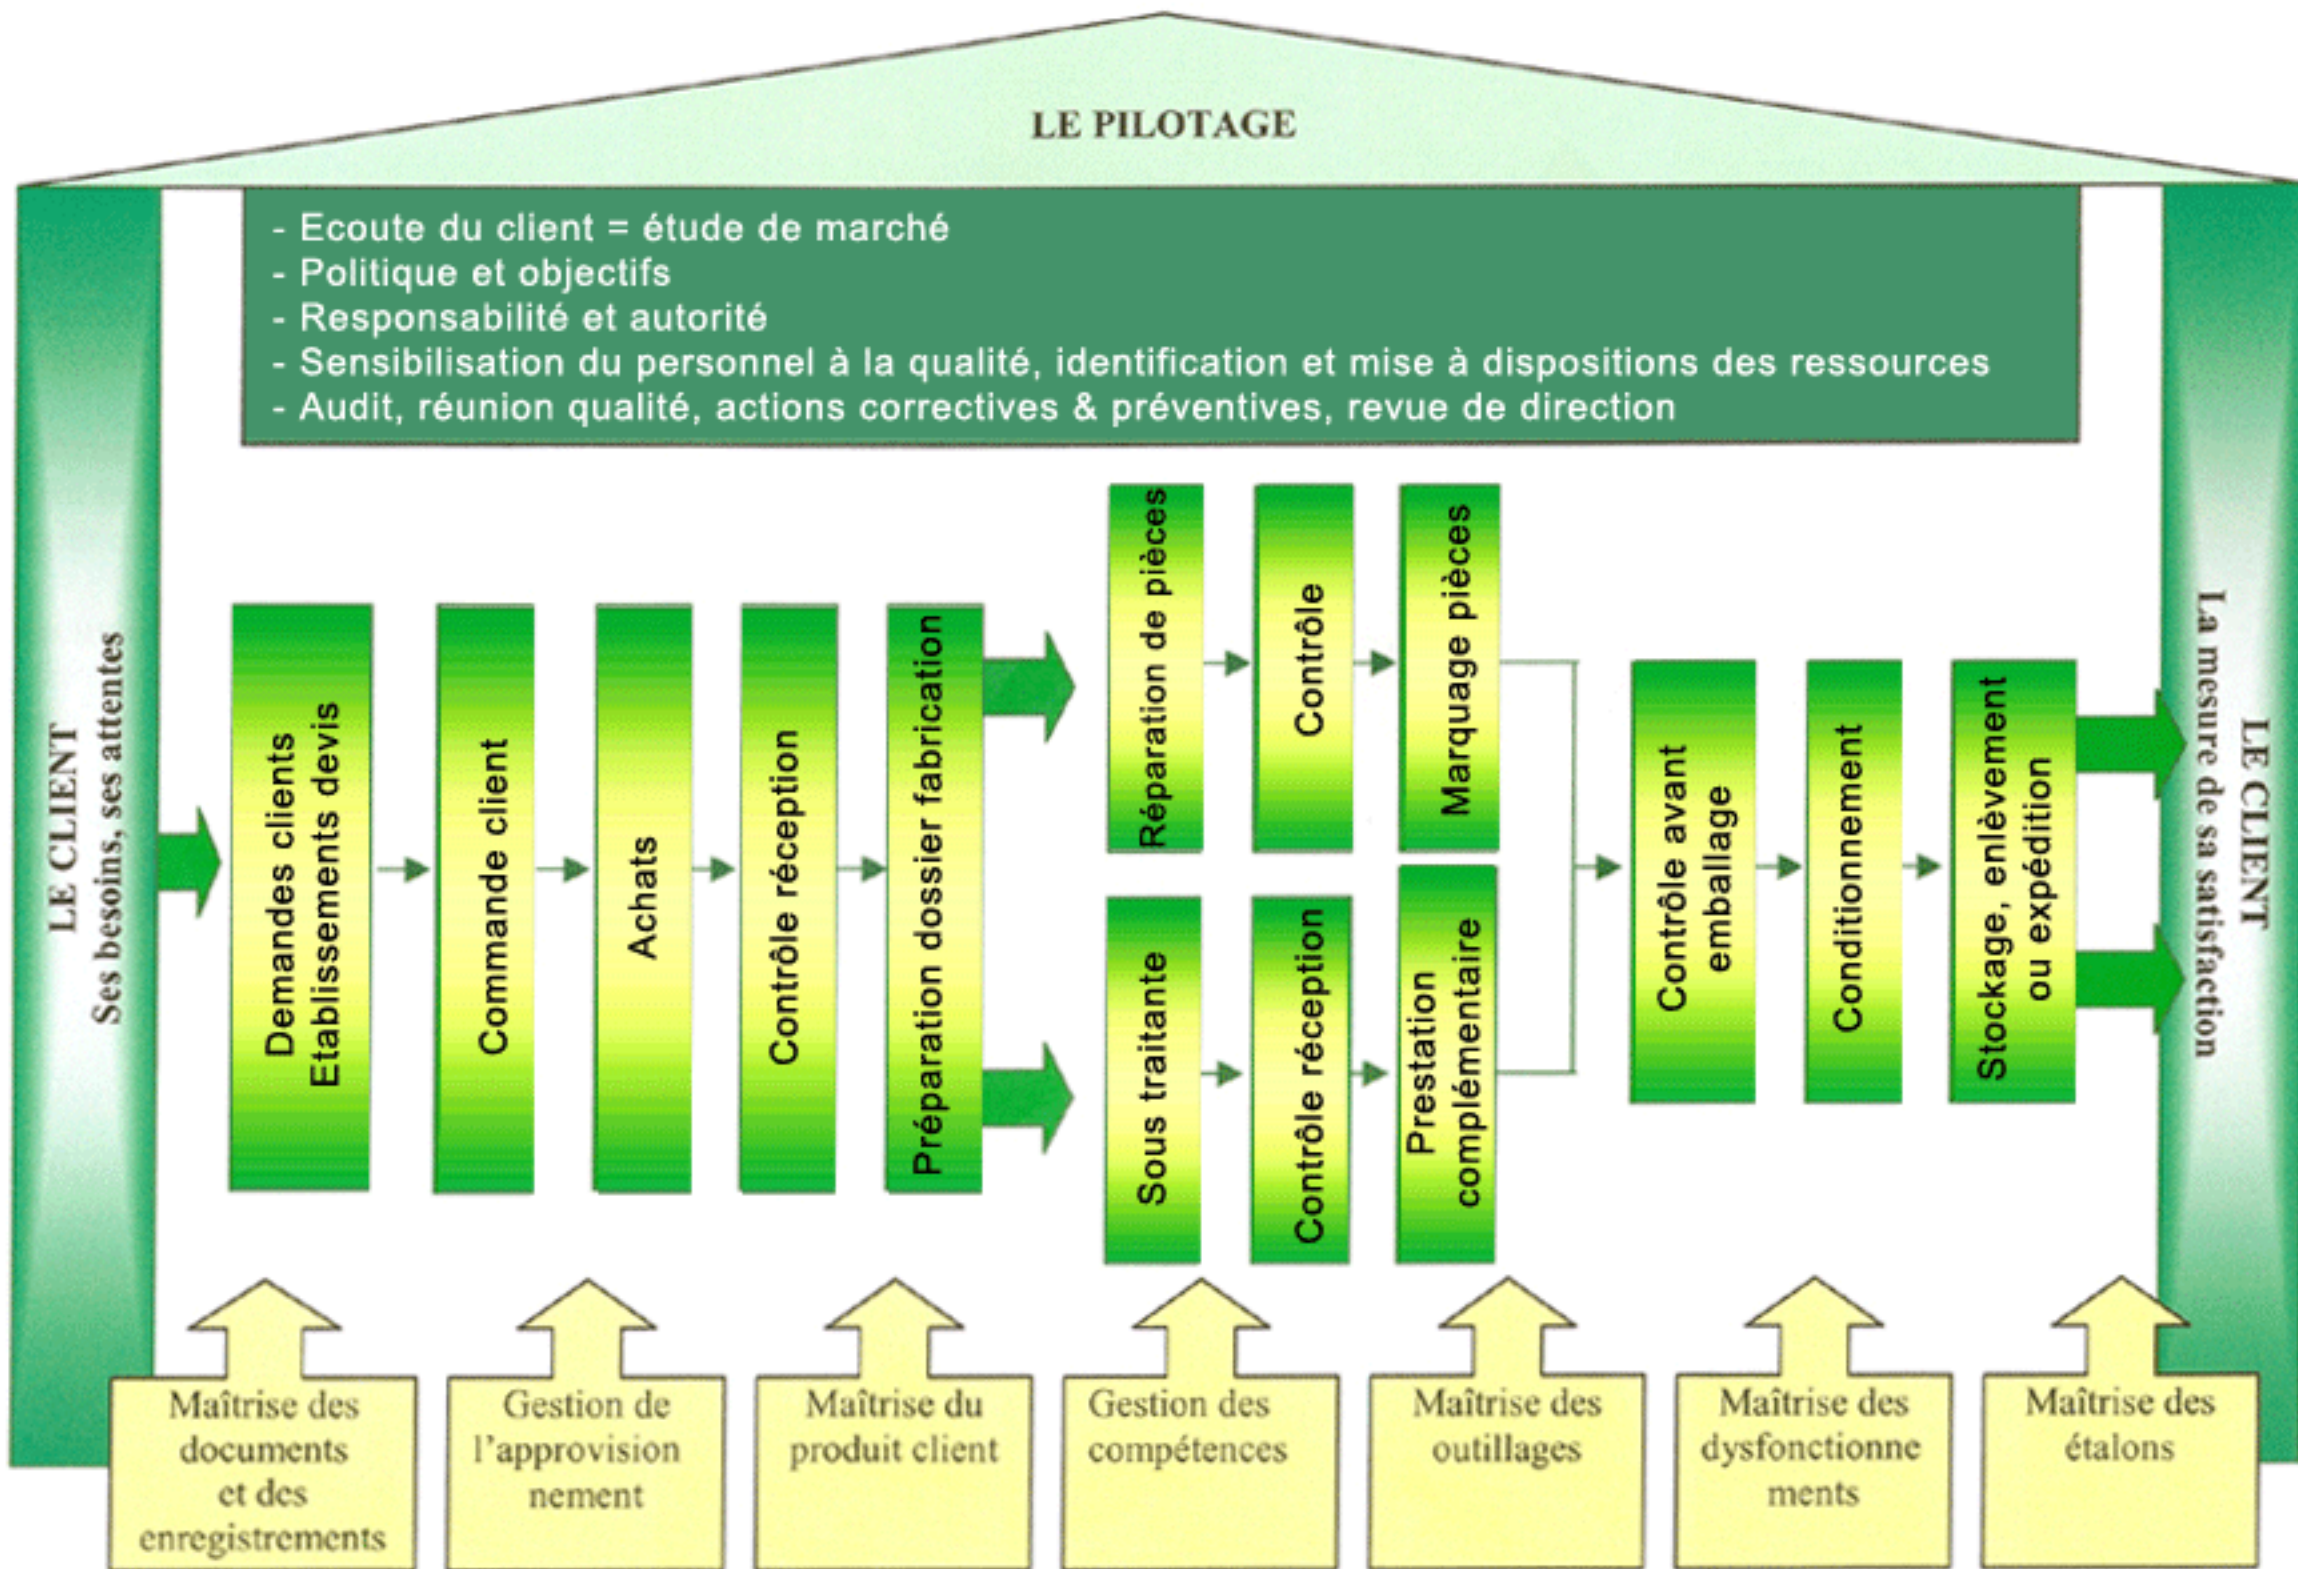 LE PILOTAGE
- Ecoute du client = étude de marché
- Politique et objectifs
- Responsabilité et autorité
- Sensibilisation du personnel à la qualité, identification et mise à dispositions des ressources
- Audit, réunion qualité, actions correctives & préventives, revue de direction
LE CLIENT
Ses besoins, ses attentes
Demandes clients
Etablissements devis
Commande client
Achats
Contrôle réception
Préparation dossier fabrication
Réparation de pièces
Contrôle
Marquage pièces
Sous traitante
Contrôle réception
Prestation
complémentaire
Contrôle avant
emballage
Conditionnement
Stockage, enlèvement
ou expédition
LE CLIENT
La mesure de sa satisfaction
Maîtrise des
documents
et des
enregistrements
Gestion de
l'approvision
nement
Maîtrise du
produit client
Gestion des
compétences
Maîtrise des
outillages
Maîtrise des
dysfonctionne
ments
Maîtrise des
étalons